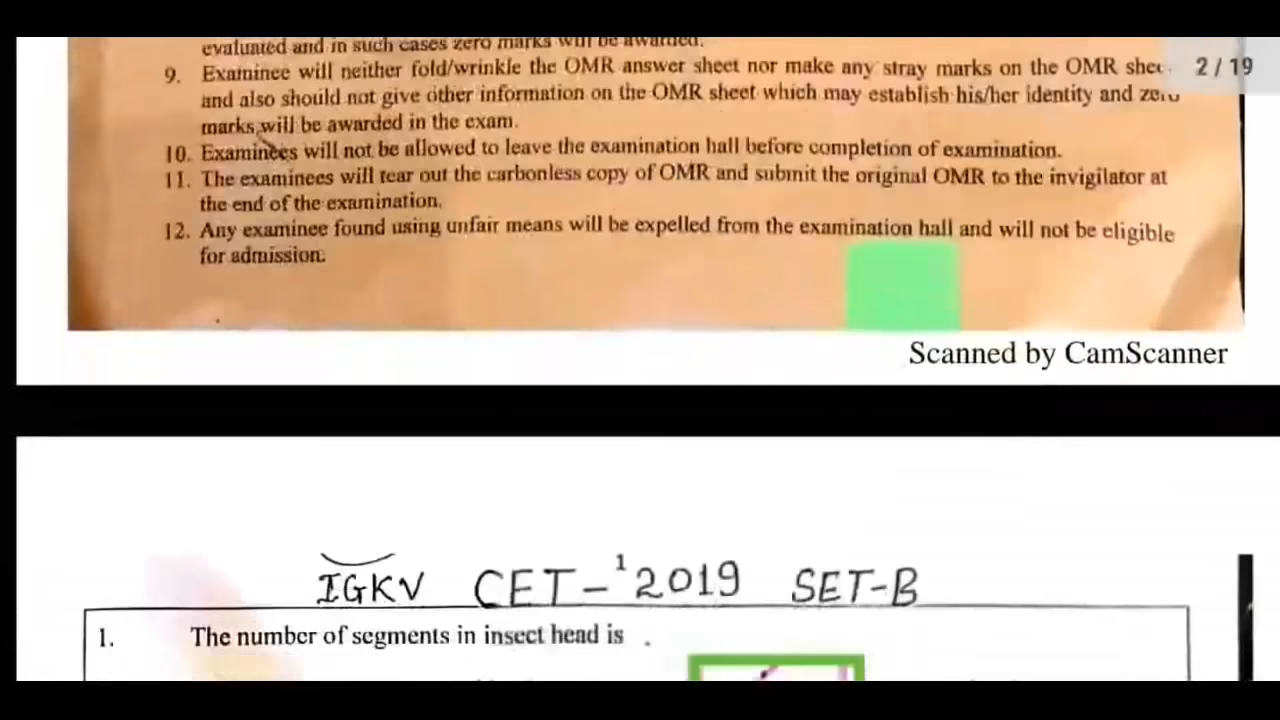 evaluated and in such cases zero marks will be awarded.
9. Examinee will neither fold/wrinkle the OMR answer sheet nor make any stray marks on the OMR shee
2 / 19
and also should not give other information on the OMR sheet which may establish his/her identity and zero
marks will be awarded in the exam.
10. Examinees will not be allowed to leave the examination hall before completion of examination.
11. The examinees will tear out the carbonless copy of OMR and submit the original OMR to the invigilator at
the end of the examination.
12. Any examinee found using unfair means will be expelled from the examination hall and will not be eligible
for admission.
Scanned by CamScanner
IGKV CET-1 2019 SET-B
1. The number of segments in insect head is .